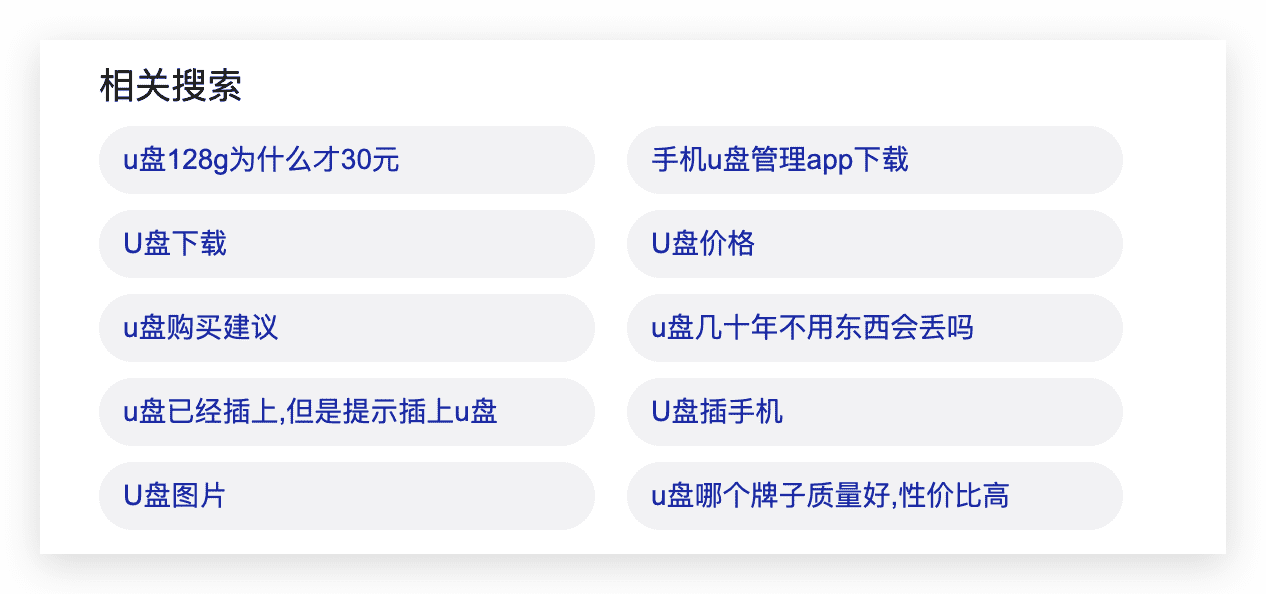 相关搜索
u盘128g为什么才30元
手机u盘管理app下载
U盘下载
U盘价格
u盘购买建议
u盘几十年不用东西会丢吗
u盘已经插上,但是提示插上u盘
U盘插手机
U盘图片
u盘哪个牌子质量好,性价比高